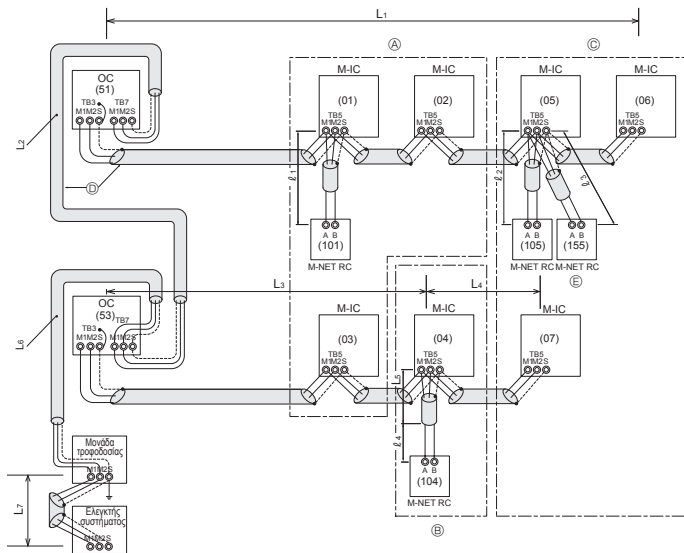 L1
Ⓐ
Ⓒ
M-IC
M-IC
M-IC
M-IC
OC
(51)
TB3
TB7
M1M2S
M1M2S
(01)
TB5
M1M2S
(02)
TB5
M1M2S
(05)
TB5
M1M2S
(06)
TB5
M1M2S
L2
Ⓓ
ℓ1
ℓ2
ℓ3
A B
(101)
M-NET RC
A B
(105)
M-NET RC
A B
(155)
M-NET RC
Ⓔ
L3
L4
OC
(53)
TB3
TB7
M1M2S
M1M2S
M-IC
(03)
TB5
M1M2S
M-IC
(04)
TB5
M1M2S
M-IC
(07)
TB5
M1M2S
L6
L5
ℓ4
A B
(104)
M-NET RC
Ⓑ
Μονάδα
τροφοδοσίας
M1M2S
L7
Ελεγκτής
συστήματος
M1M2S